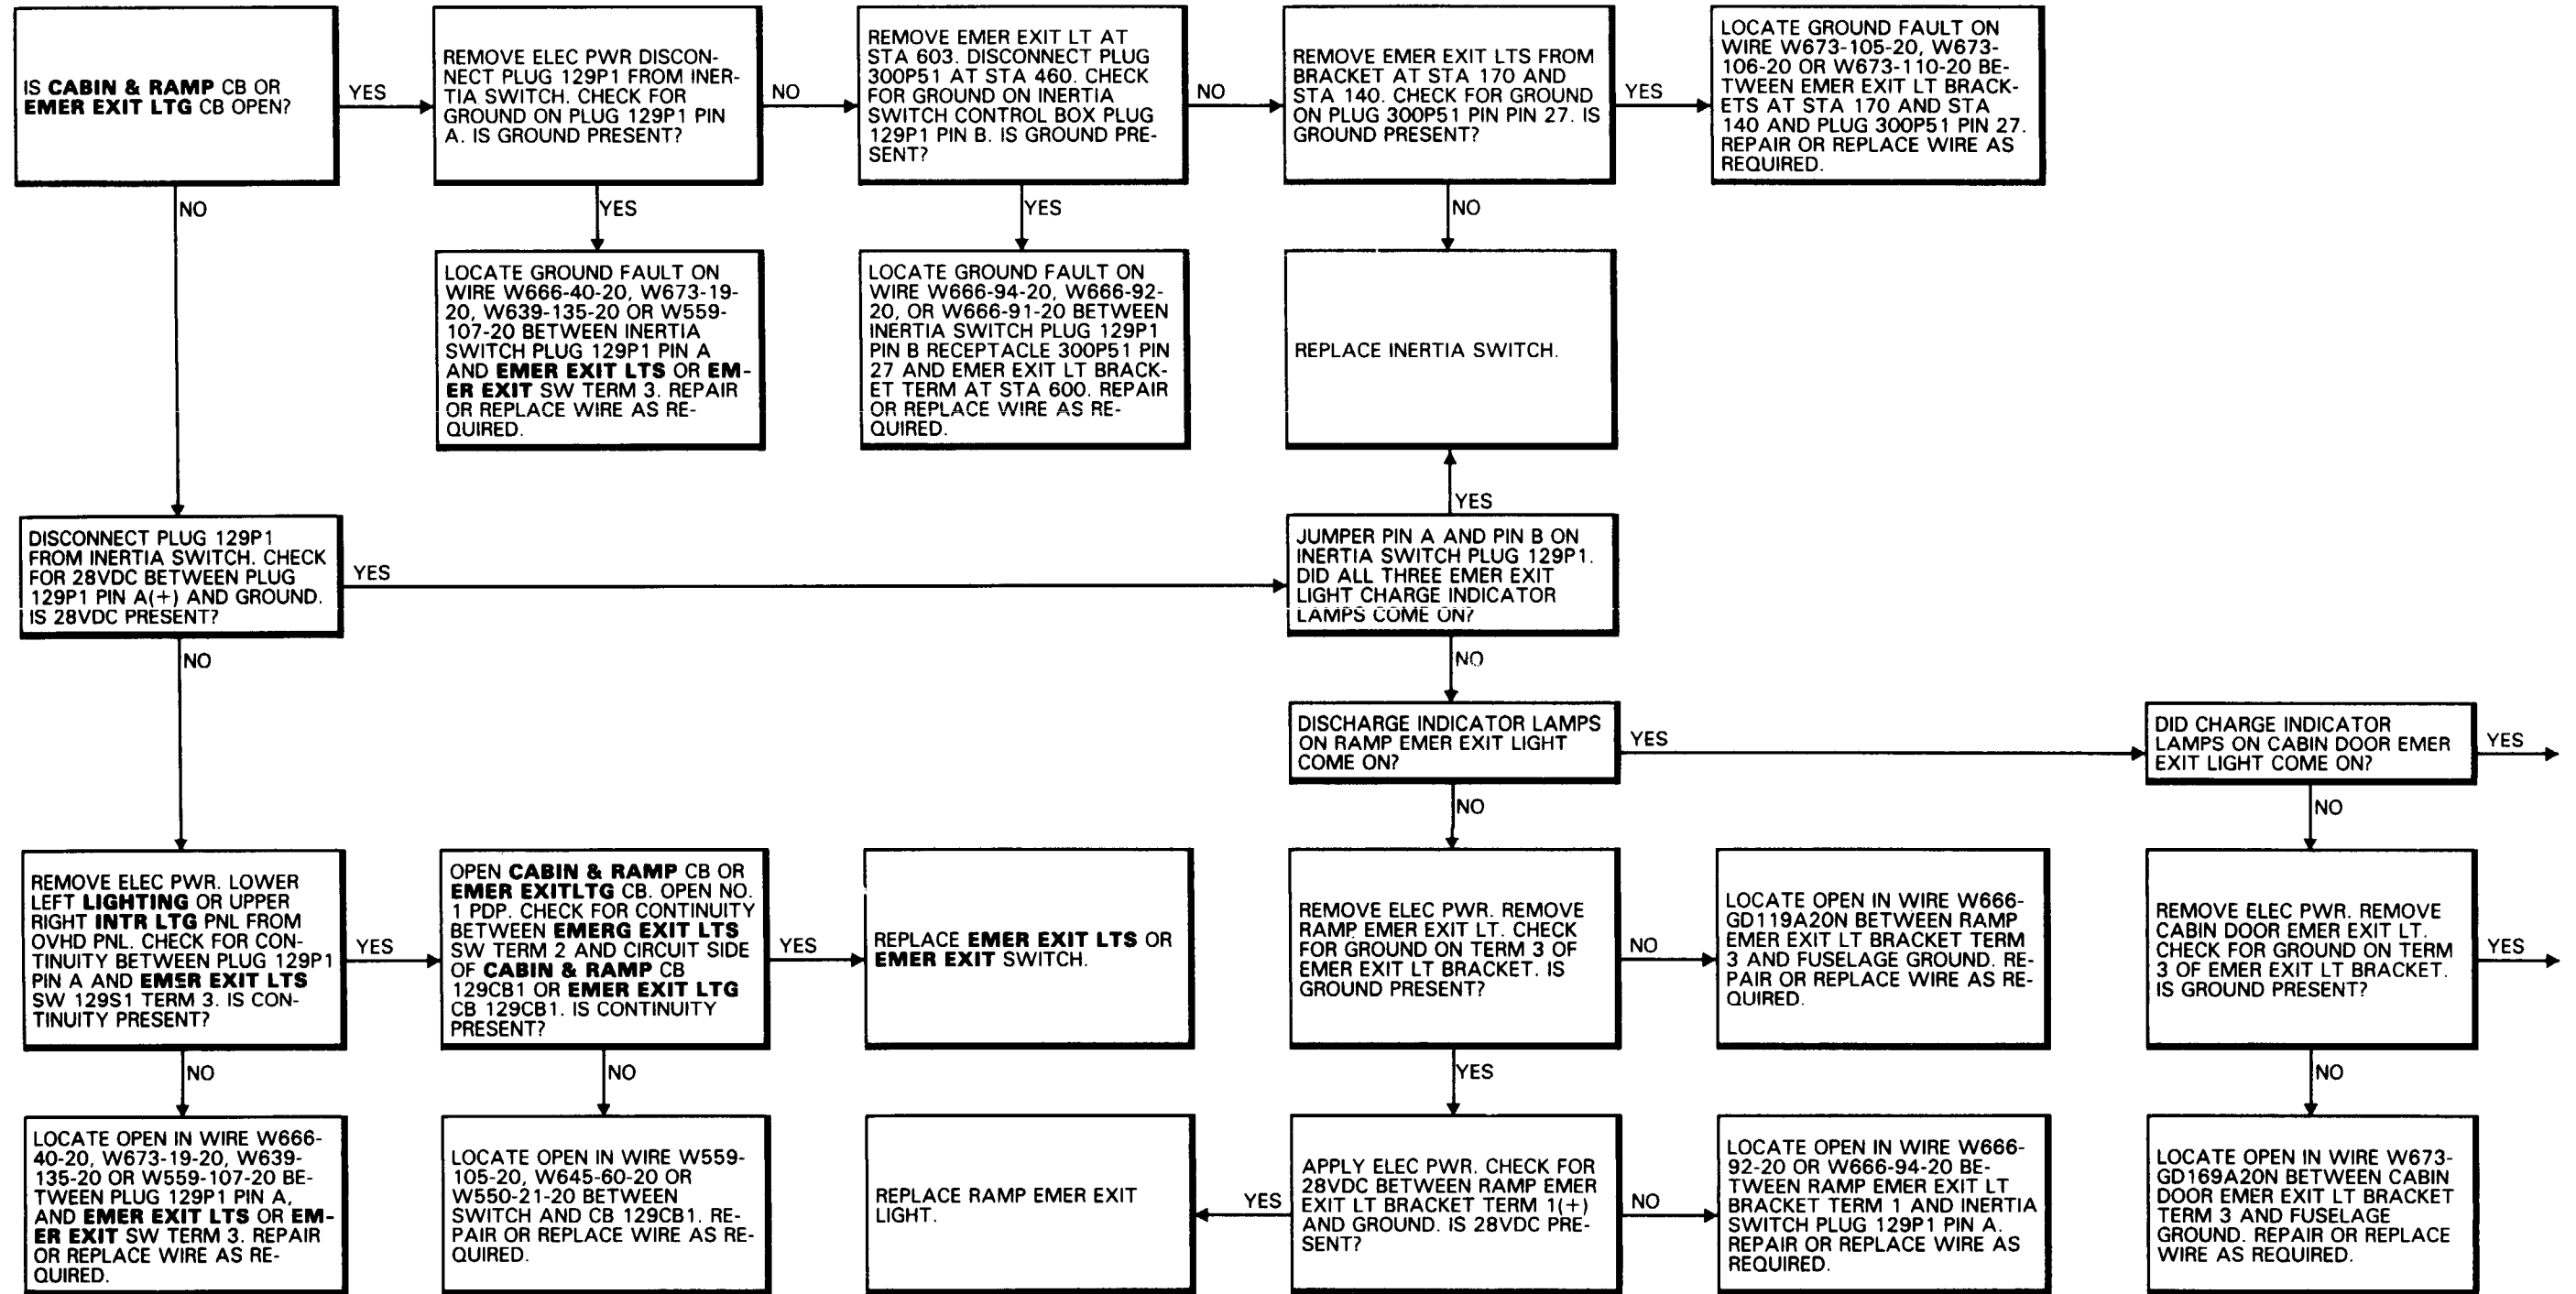 IS CABIN & RAMP CB OR
EMER EXIT LTG CB OPEN?
YES
NO
REMOVE ELEC PWR DISCON-
NECT PLUG 129P1 FROM INER-
TIA SWITCH. CHECK FOR
GROUND ON PLUG 129P1 PIN
A. IS GROUND PRESENT?
NO
YES
REMOVE EMER EXIT LT AT
STA 603. DISCONNECT PLUG
300P51 AT STA 460. CHECK
FOR GROUND ON INERTIA
SWITCH CONTROL BOX PLUG
129P1 PIN B. IS GROUND PRE-
SENT?
NO
YES
REMOVE EMER EXIT LTS FROM
BRACKET AT STA 170 AND
STA 140. CHECK FOR GROUND
ON PLUG 300P51 PIN PIN 27. IS
GROUND PRESENT?
YES
NO
LOCATE GROUND FAULT ON
WIRE W673-105-20, W673-
106-20 OR W673-110-20 BE-
TWEEN EMER EXIT LT BRACK-
ETS AT STA 170 AND STA
140 AND PLUG 300P51 PIN 27.
REPAIR OR REPLACE WIRE AS
REQUIRED.
LOCATE GROUND FAULT ON
WIRE W666-40-20, W673-19-
20, W639-135-20 OR W559-
107-20 BETWEEN INERTIA
SWITCH PLUG 129P1 PIN A
AND EMER EXIT LTS OR EM-
ER EXIT SW TERM 3. REPAIR
OR REPLACE WIRE AS RE-
QUIRED.
LOCATE GROUND FAULT ON
WIRE W666-94-20, W666-92-
20, OR W666-91-20 BETWEEN
INERTIA SWITCH PLUG 129P1
PIN B RECEPTACLE 300P51 PIN
27 AND EMER EXIT LT BRACK-
ET TERM AT STA 600. REPAIR
OR REPLACE WIRE AS RE-
QUIRED.
REPLACE INERTIA SWITCH.
YES
DISCONNECT PLUG 129P1
FROM INERTIA SWITCH. CHECK
FOR 28VDC BETWEEN PLUG
129P1 PIN A(+) AND GROUND.
IS 28VDC PRESENT?
YES
NO
JUMPER PIN A AND PIN B ON
INERTIA SWITCH PLUG 129P1.
DID ALL THREE EMER EXIT
LIGHT CHARGE INDICATOR
LAMPS COME ON?
NO
DISCHARGE INDICATOR LAMPS
ON RAMP EMER EXIT LIGHT
COME ON?
YES
NO
DID CHARGE INDICATOR
LAMPS ON CABIN DOOR EMER
EXIT LIGHT COME ON?
YES
NO
REMOVE ELEC PWR. LOWER
LEFT LIGHTING OR UPPER
RIGHT INTR LTG PNL FROM
OVHD PNL. CHECK FOR CON-
TINUITY BETWEEN PLUG 129P1
PIN A AND EMER EXIT LTS
SW 129S1 TERM 3. IS CON-
TINUITY PRESENT?
YES
NO
OPEN CABIN & RAMP CB OR
EMER EXITLTG CB. OPEN NO.
1 PDP. CHECK FOR CONTINUITY
BETWEEN EMERG EXIT LTS
SW TERM 2 AND CIRCUIT SIDE
OF CABIN & RAMP CB
129CB1 OR EMER EXIT LTG
CB 129CB1. IS CONTINUITY
PRESENT?
YES
NO
REPLACE EMER EXIT LTS OR
EMER EXIT SWITCH.
REMOVE ELEC PWR. REMOVE
RAMP EMER EXIT LT. CHECK
FOR GROUND ON TERM 3 OF
EMER EXIT LT BRACKET. IS
GROUND PRESENT?
NO
YES
LOCATE OPEN IN WIRE W666-
GD119A20N BETWEEN RAMP
EMER EXIT LT BRACKET TERM
3 AND FUSELAGE GROUND. RE-
PAIR OR REPLACE WIRE AS RE-
QUIRED.
REMOVE ELEC PWR. REMOVE
CABIN DOOR EMER EXIT LT.
CHECK FOR GROUND ON TERM
3 OF EMER EXIT LT BRACKET.
IS GROUND PRESENT?
YES
NO
LOCATE OPEN IN WIRE W666-
40-20, W673-19-20, W639-
135-20 OR W559-107-20 BE-
TWEEN PLUG 129P1 PIN A,
AND EMER EXIT LTS OR EM-
ER EXIT SW TERM 3. REPAIR
OR REPLACE WIRE AS RE-
QUIRED.
LOCATE OPEN IN WIRE W559-
105-20, W645-60-20 OR
W550-21-20 BETWEEN
SWITCH AND CB 129CB1. RE-
PAIR OR REPLACE WIRE AS RE-
QUIRED.
REPLACE RAMP EMER EXIT
LIGHT.
YES
APPLY ELEC PWR. CHECK FOR
28VDC BETWEEN RAMP EMER
EXIT LT BRACKET TERM 1(+)
AND GROUND. IS 28VDC PRE-
SENT?
NO
LOCATE OPEN IN WIRE W666-
92-20 OR W666-94-20 BE-
TWEEN RAMP EMER EXIT LT
BRACKET TERM 1 AND INERTIA
SWITCH PLUG 129P1 PIN A.
REPAIR OR REPLACE WIRE AS
REQUIRED.
LOCATE OPEN IN WIRE W673-
GD169A20N BETWEEN CABIN
DOOR EMER EXIT LT BRACKET
TERM 3 AND FUSELAGE
GROUND. REPAIR OR REPLACE
WIRE AS REQUIRED.